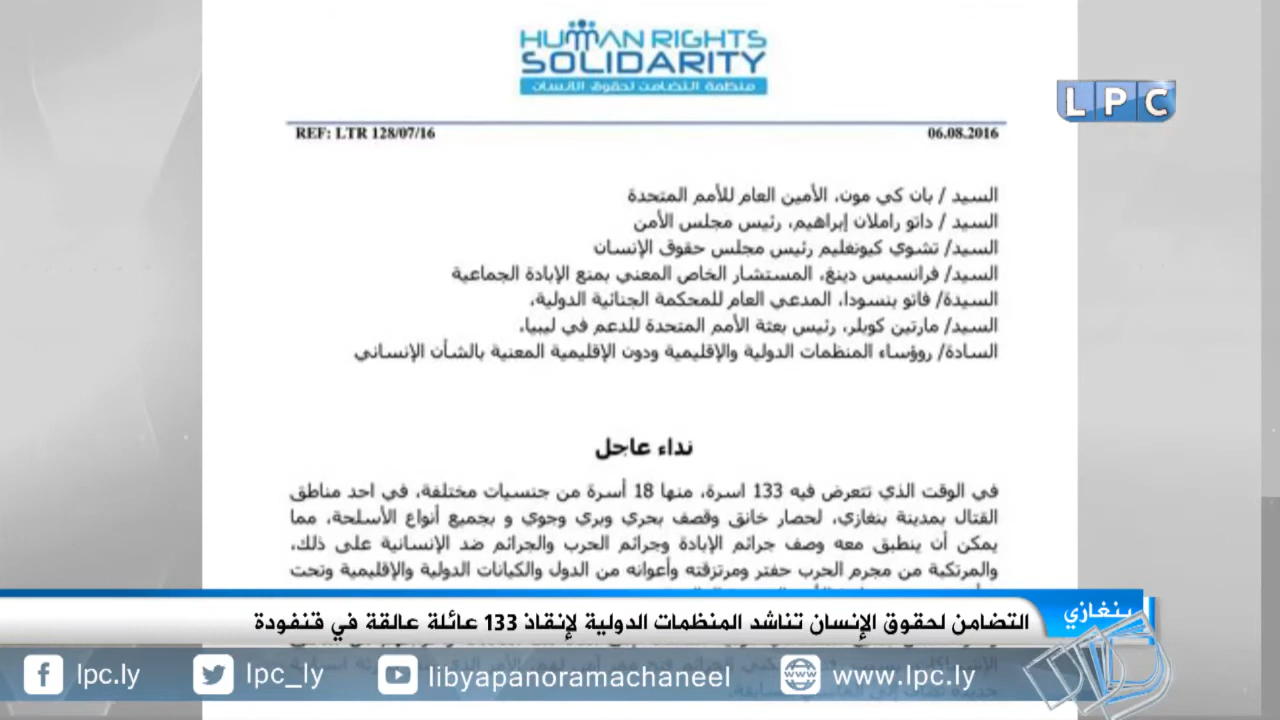 HUMAN RIGHTS
SOLIDARITY
منظمة التضامن لحقوق الانسان
LPC
REF: LTR 128/07/16
06.08.2016
السيد / بان كي مون، الأمين العام للأمم المتحدة
السيد / داتو راملان إبراهيم، رئيس مجلس الأمن
السيد/ تشوي كيونغليم رئيس مجلس حقوق الإنسان
السيد/ فرانسيس دينغ، المستشار الخاص المعني بمنع الإبادة الجماعية
السيدة/ فاتو بنسودا، المدعي العام للمحكمة الجنائية الدولية،
السيد/ مارتين كوبلر، رئيس بعثة الأمم المتحدة للدعم في ليبيا،
السادة/ روؤساء المنظمات الدولية والإقليمية ودون الإقليمية المعنية بالشأن الإنساني
نداء عاجل
في الوقت الذي تتعرض فيه 133 اسرة، منها 18 أسرة من جنسيات مختلفة، في احد مناطق
القتال بمدينة بنغازي، لحصار خانق وقصف بحري وبري وجوي و بجميع أنواع الأسلحة، مما
يمكن أن ينطبق معه وصف جرائم الإبادة وجرائم الحرب والجرائم ضد الإنسانية على ذلك،
والمرتكبة من مجرم الحرب حفتر ومرتزقته وأعوانه من الدول والكيانات الدولية والإقليمية وتحت
بنغازي
التضامن لحقوق الإنسان تناشد المنظمات الدولية لإنقاذ 133 عائلة عالقة في قنفودة
lpc.ly
lpc_ly
libyapanoramachaneel
www.lpc.ly